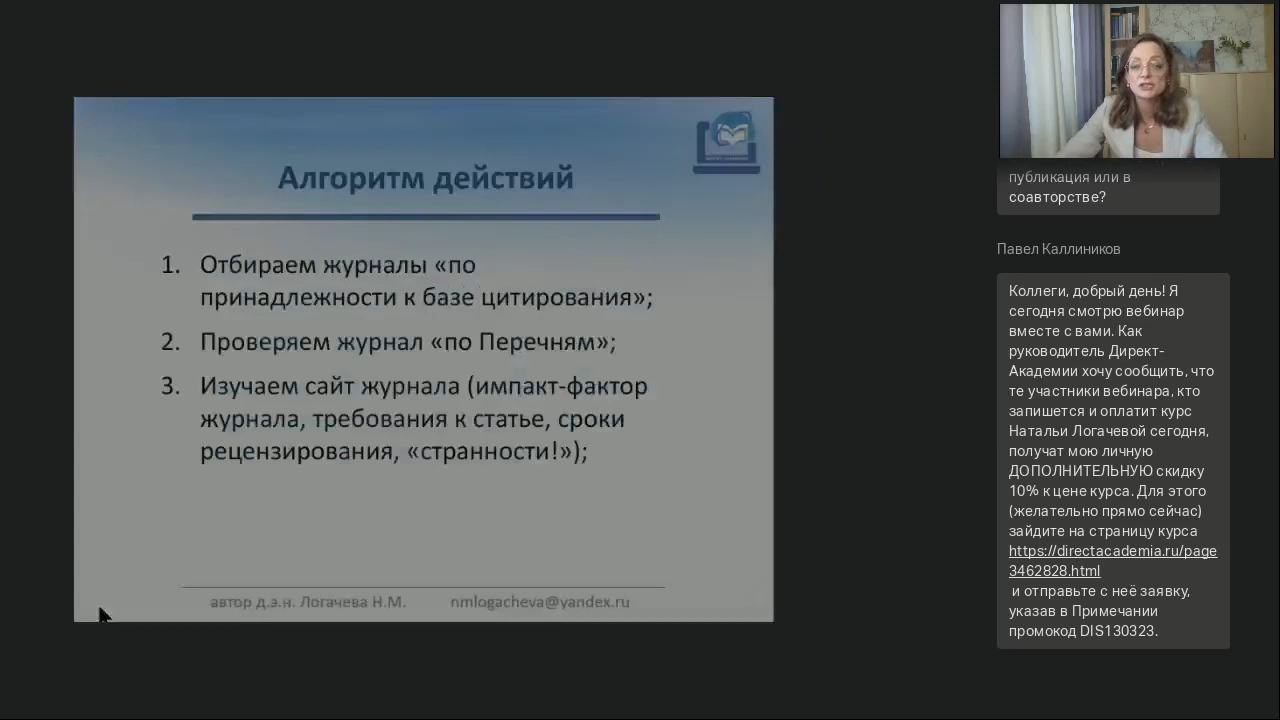 Алгоритм действий
1. Отбираем журналы «по
принадлежности к базе цитирования»;
2. Проверяем журнал «по Перечням»;
3. Изучаем сайт журнала (импакт-фактор
журнала, требования к статье, сроки
рецензирования, «странности!»);
автор д.э.н. Логачева Н.М. nmlogacheva@yandex.ru
публикация или в
соавторстве?
Павел Каллиников
Коллеги, добрый день! Я
сегодня смотрю вебинар
вместе с вами. Как
руководитель Директ-
Академии хочу сообщить, что
те участники вебинара, кто
запишется и оплатит курс
Натальи Логачевой сегодня,
получат мою личную
ДОПОЛНИТЕЛЬНУЮ скидку
10% к цене курса. Для этого
(желательно прямо сейчас)
зайдите на страницу курса
https://directacademia.ru/page
3462828.html
и отправьте с неё заявку,
указав в Примечании
промокод DIS130323.